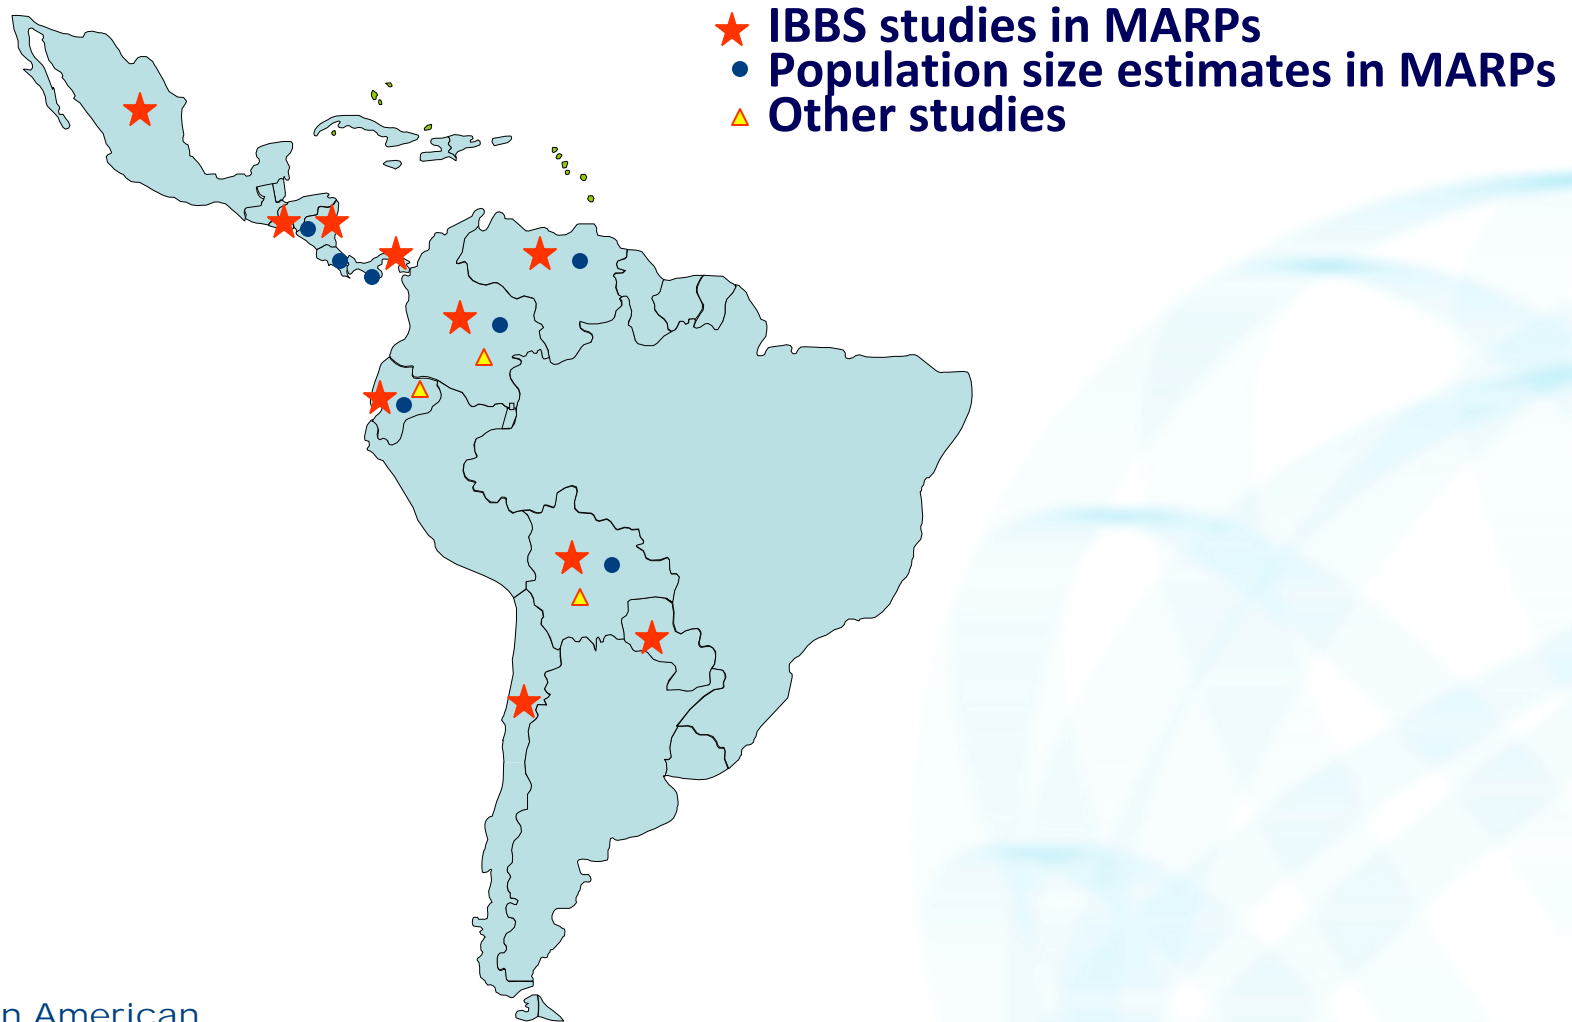 IBBS studies in MARPs
Population size estimates in MARPs
Other studies
n American